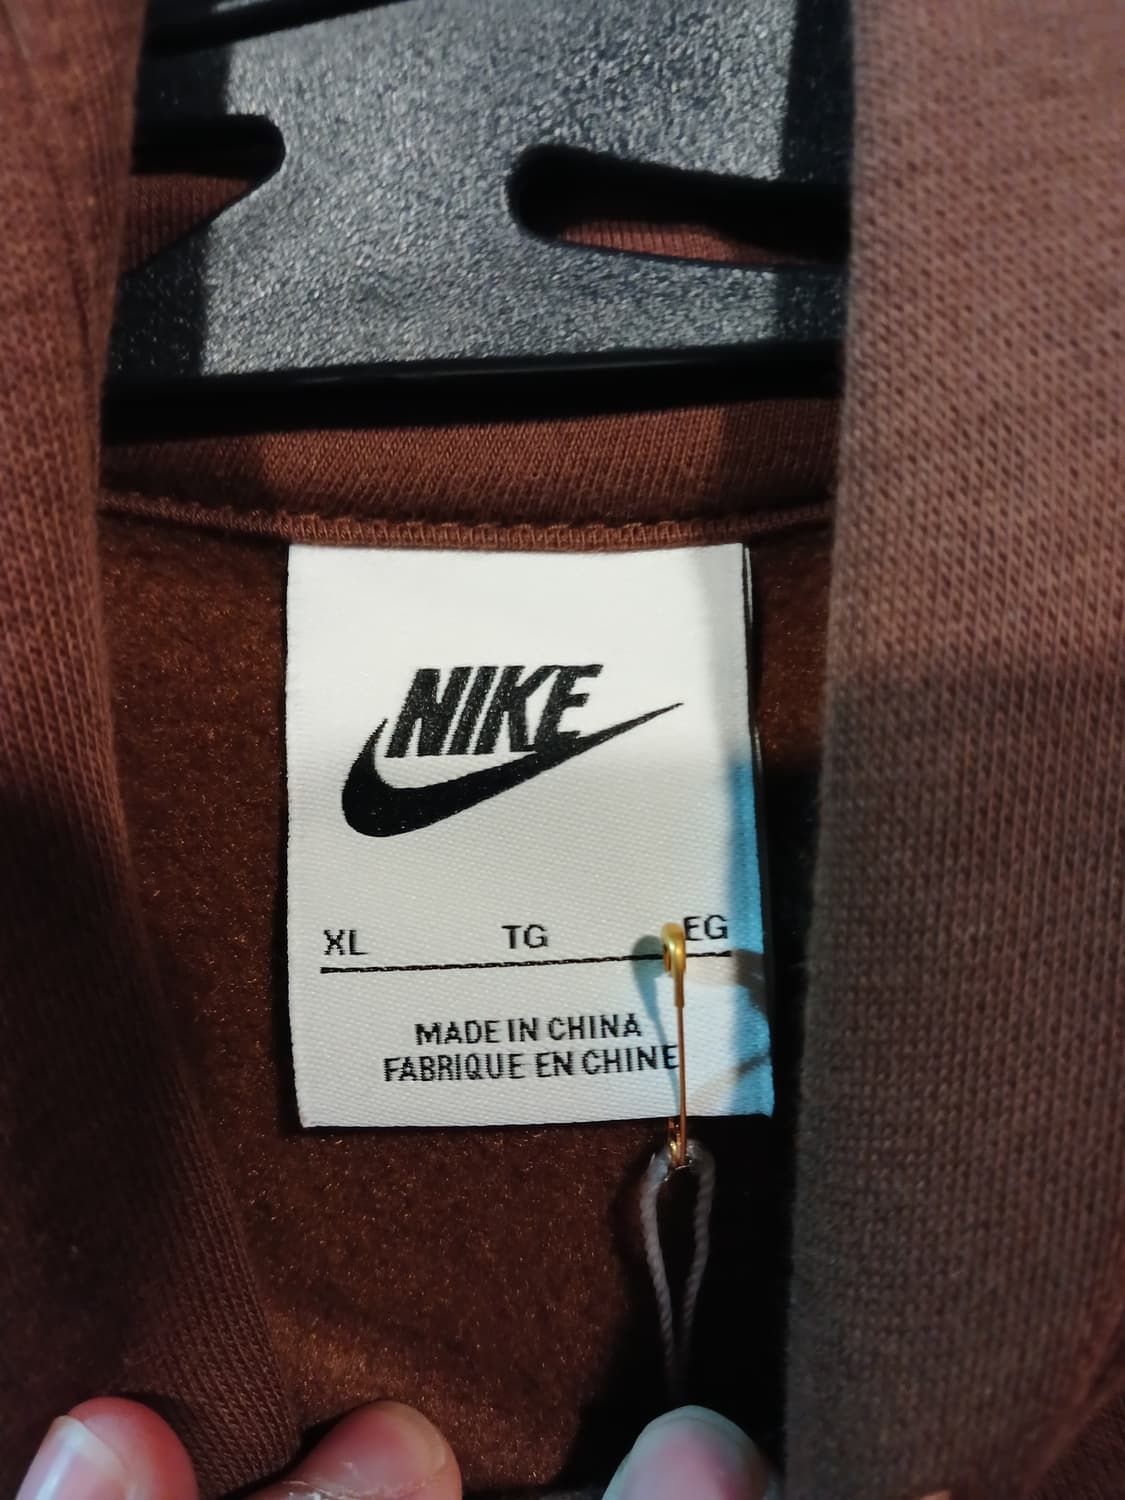 NIKE
XL TG EG
MADE IN CHINA
FABRIQUE EN CHINE